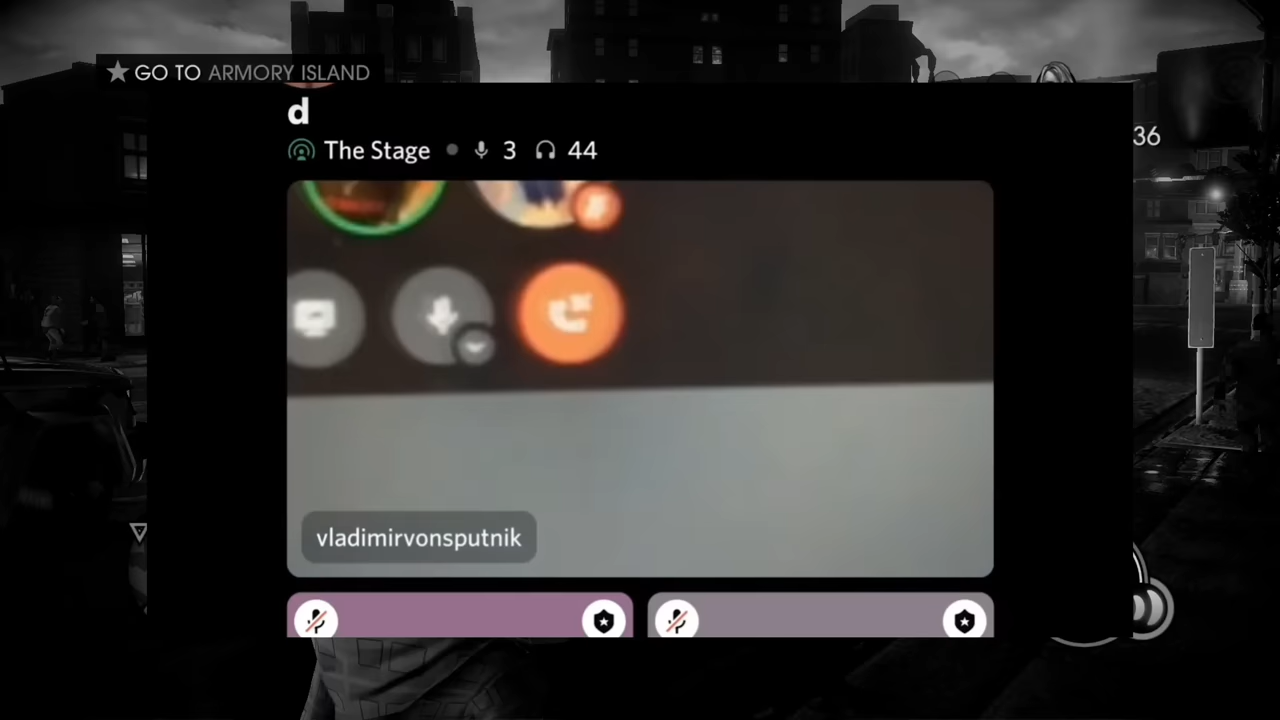 GO TO ARMORY ISLAND
d
The Stage 3 44
36
vladimirvonsputnik